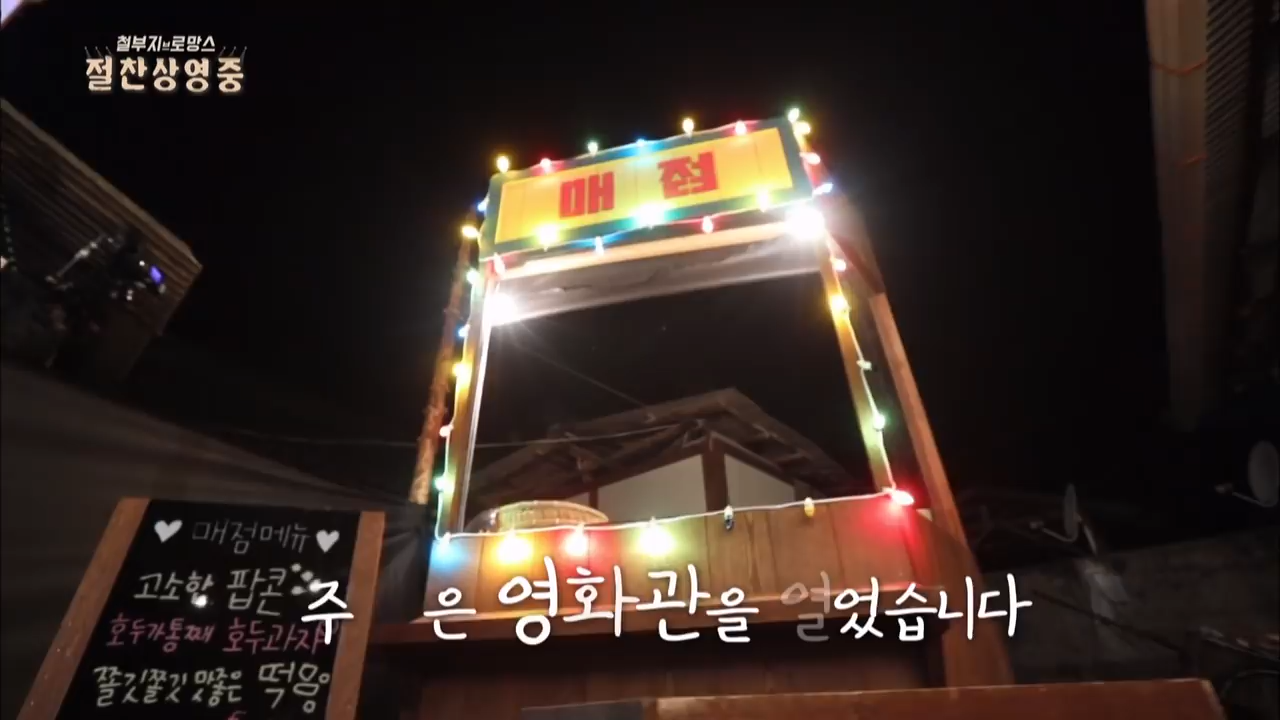 철부지브로망스
절찬상영중
매 점
매점메뉴
고소한 팝콘
호두가통째 호두과자
쫄깃쫄깃 맛좋은
은 영화관을 열었습니다